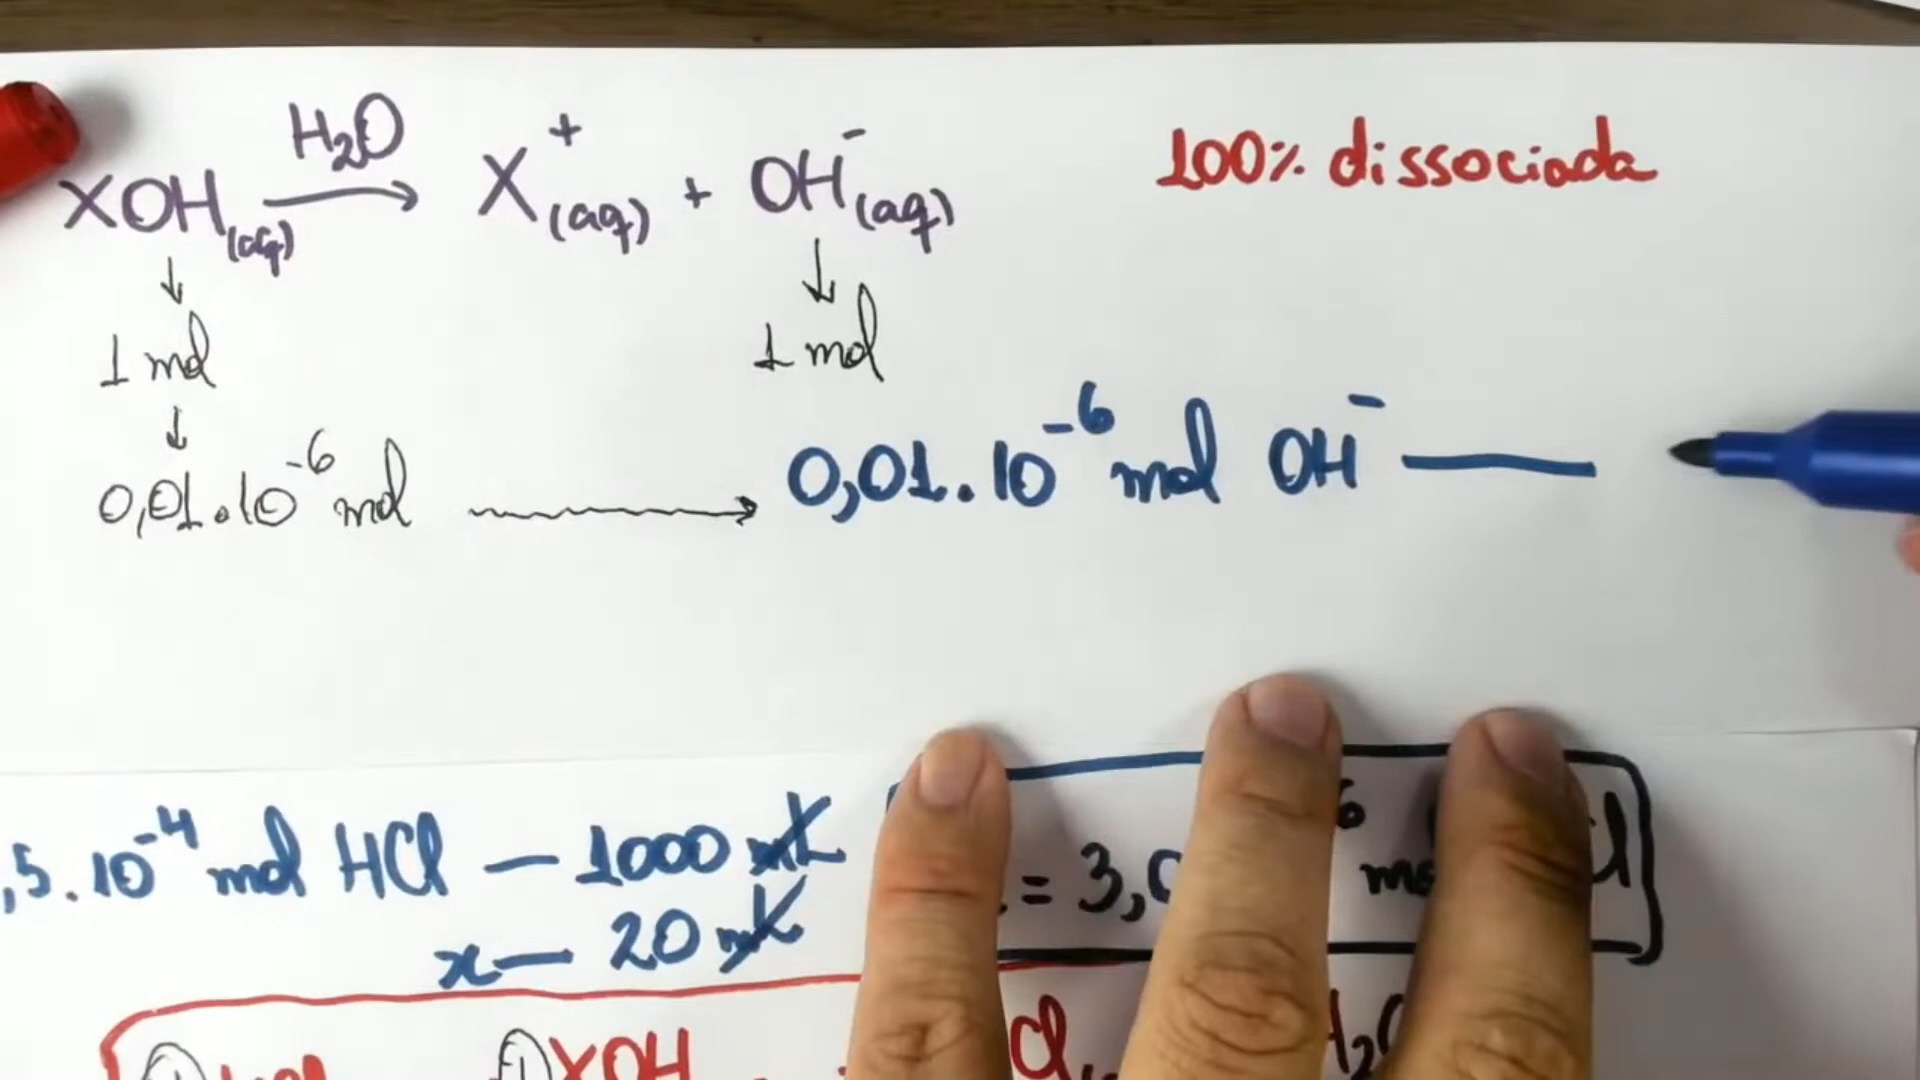 XOH(aq) H₂O → X⁺(aq) + OH⁻(aq)
100% dissociada
↓ ↓
1 mol 1 mol
↓
0,01.10⁻⁶ mol → 0,01.10⁻⁶ mol OH⁻ —
,5.10⁻⁴ mol HCl — 1000 mL
= 3,0
x — 20 mL
1 XOH